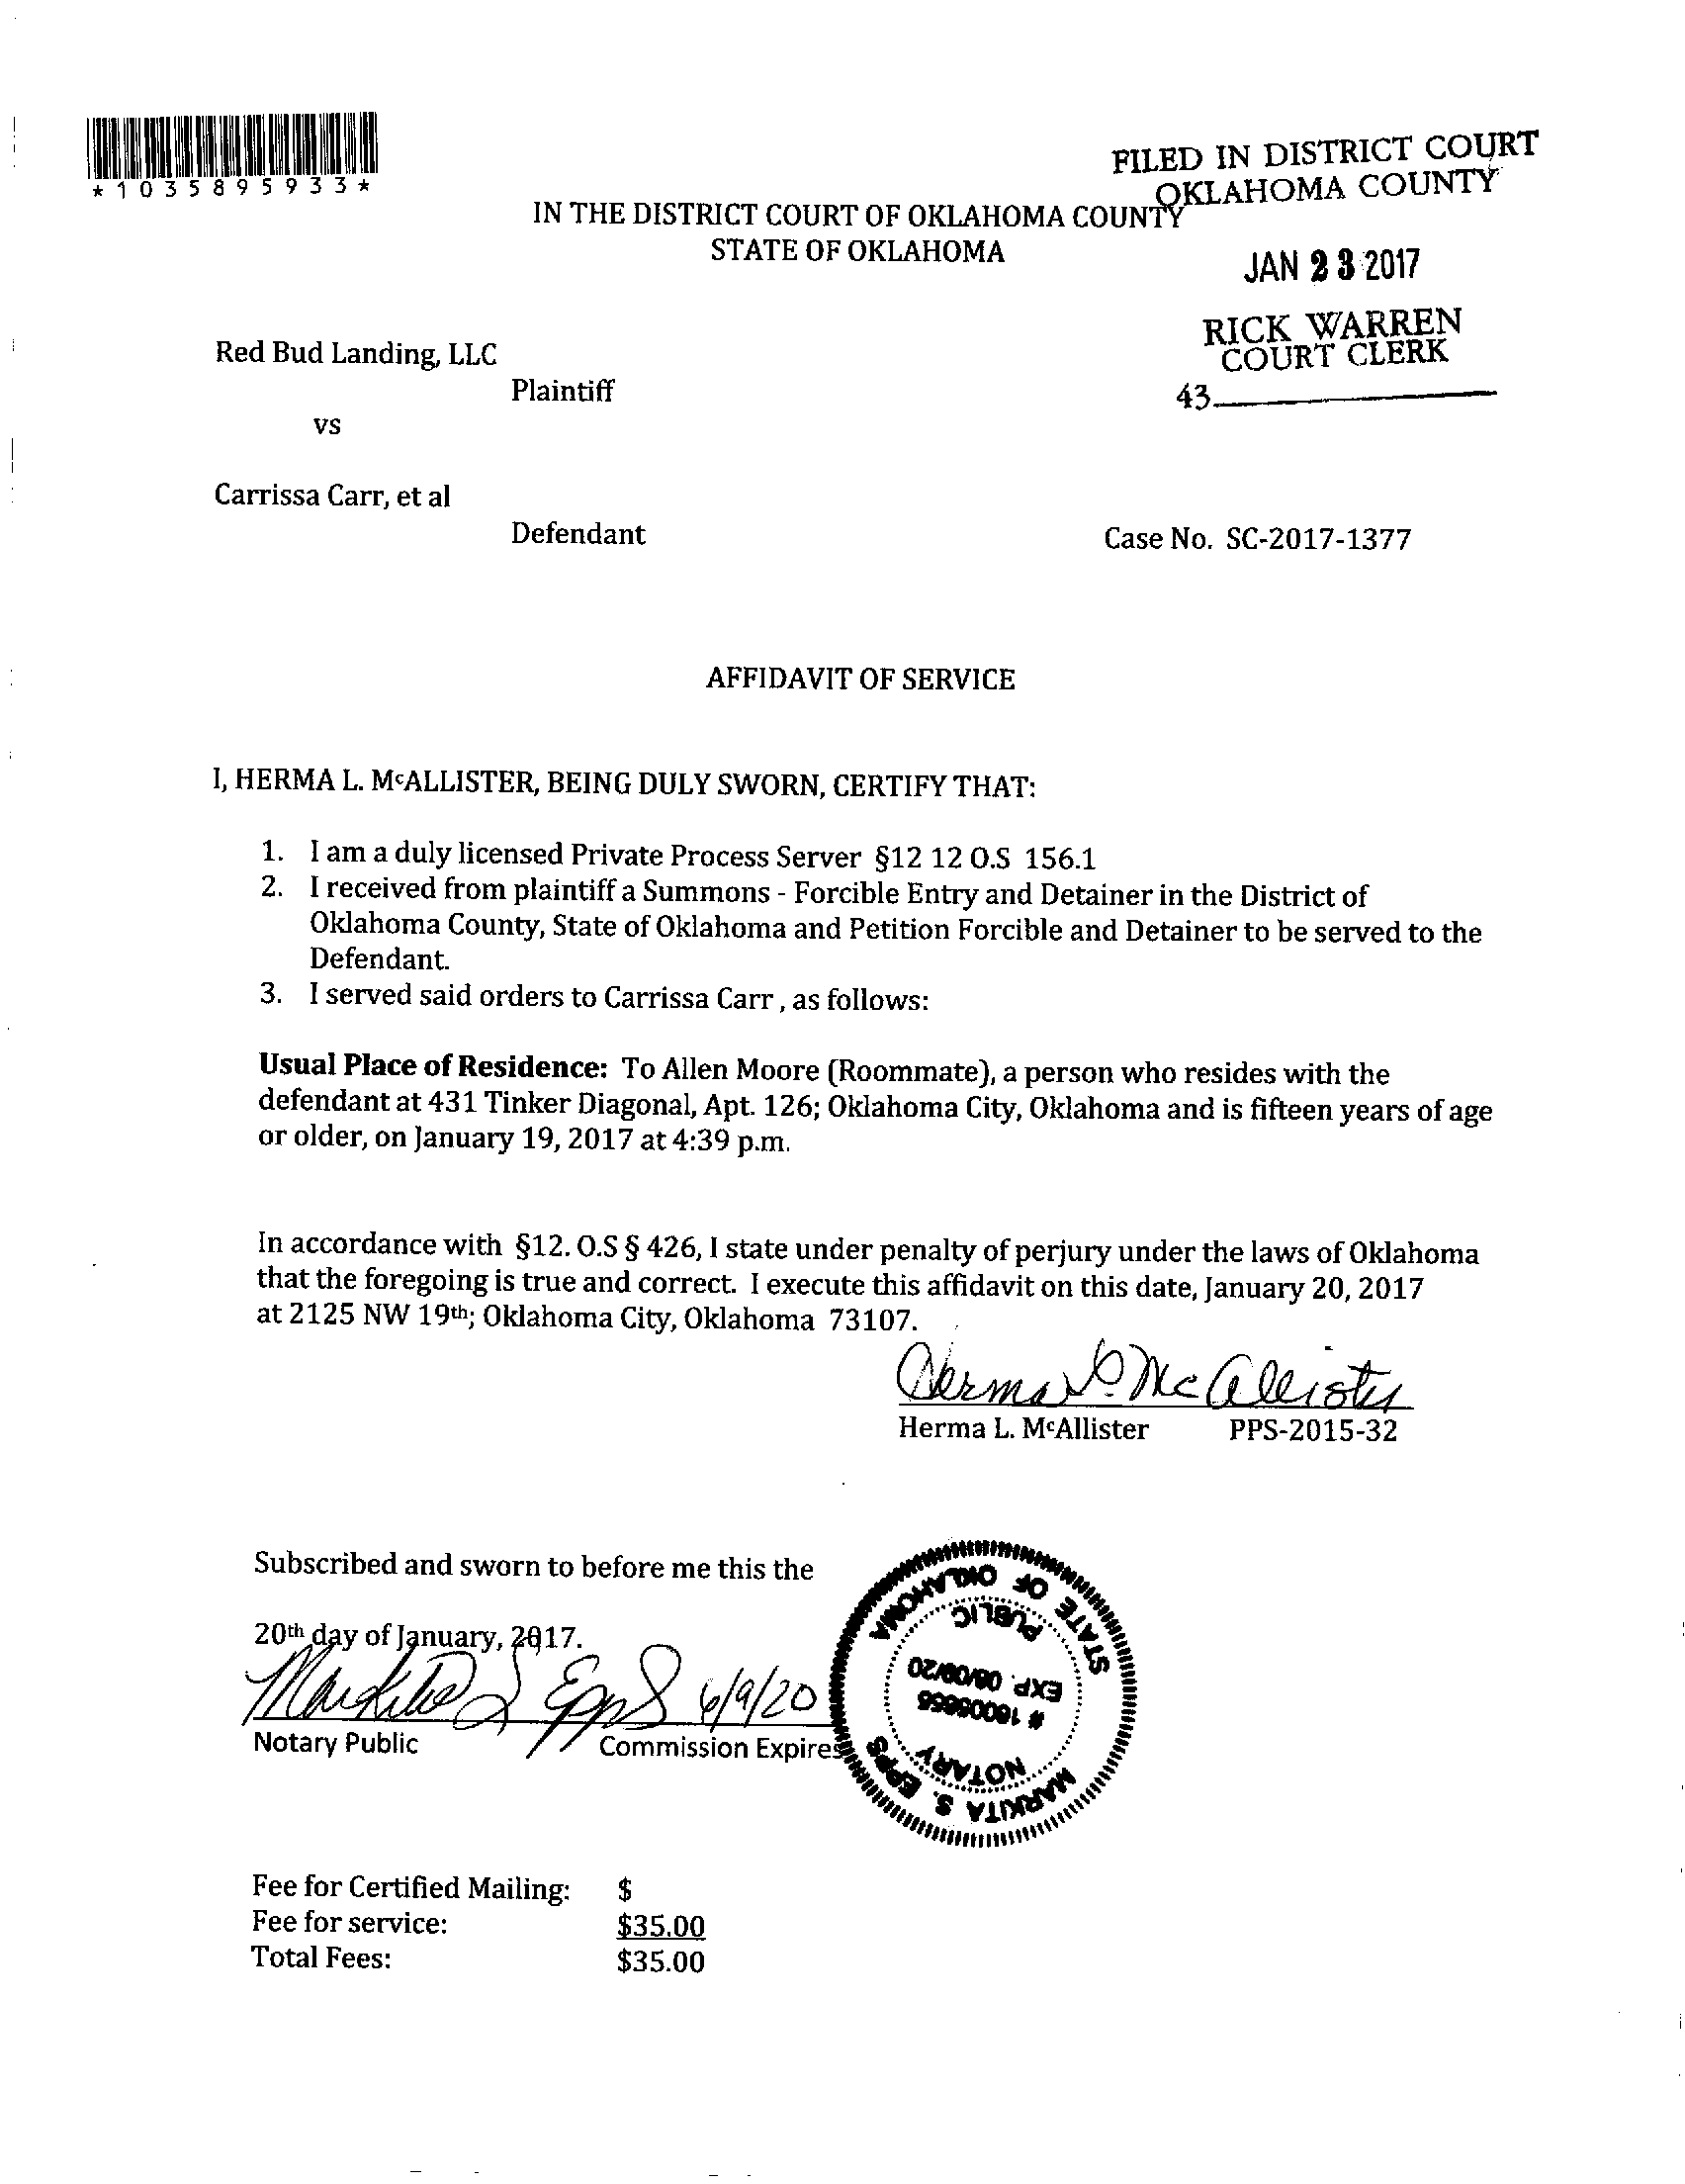 *1035895933*
FILED IN DISTRICT COURT
OKLAHOMA COUNTY
IN THE DISTRICT COURT OF OKLAHOMA COUNTY
STATE OF OKLAHOMA
JAN 23 2017
RICK WARREN
COURT CLERK
43
Red Bud Landing, LLC
Plaintiff
vs
Carrissa Carr, et al
Defendant
Case No. SC-2017-1377
AFFIDAVIT OF SERVICE
I, HERMA L. McALLISTER, BEING DULY SWORN, CERTIFY THAT:
1. I am a duly licensed Private Process Server §12 12 O.S 156.1
2. I received from plaintiff a Summons - Forcible Entry and Detainer in the District of
Oklahoma County, State of Oklahoma and Petition Forcible and Detainer to be served to the
Defendant.
3. I served said orders to Carrissa Carr , as follows:
Usual Place of Residence: To Allen Moore (Roommate), a person who resides with the
defendant at 431 Tinker Diagonal, Apt. 126; Oklahoma City, Oklahoma and is fifteen years of age
or older, on January 19, 2017 at 4:39 p.m.
In accordance with §12. O.S § 426, I state under penalty of perjury under the laws of Oklahoma
that the foregoing is true and correct. I execute this affidavit on this date, January 20, 2017
at 2125 NW 19th; Oklahoma City, Oklahoma 73107.
Herma L. McAllister
Herma L. McAllister PPS-2015-32
Subscribed and sworn to before me this the
20th day of January, 2017.
Markita S Epps 6/9/20
Notary Public Commission Expires
MARKITA S. EPPS
NOTARY
EXP.
PUBLIC
STATE OF OKLAHOMA
Fee for Certified Mailing: $
Fee for service: $35.00
Total Fees: $35.00